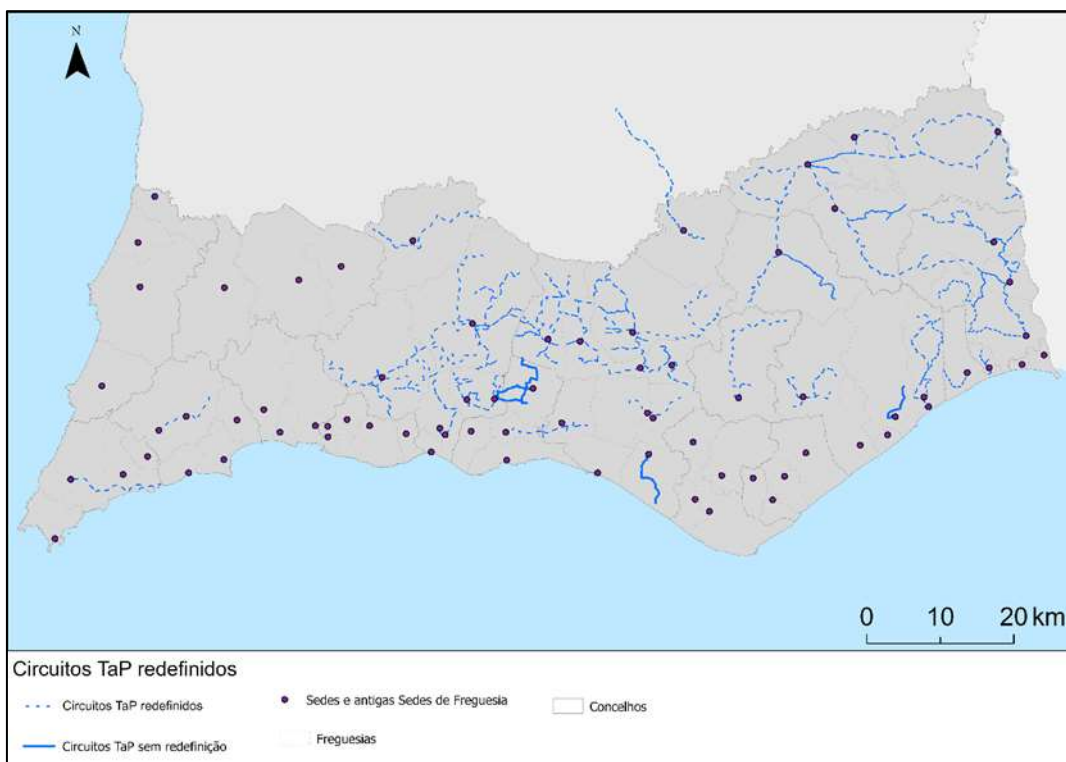 N
0 10 20 km
Circuitos TaP redefinidos
Circuitos TaP redefinidos
Sedes e antigas Sedes de Freguesia
Concelhos
Circuitos TaP sem redefinição
Freguesias